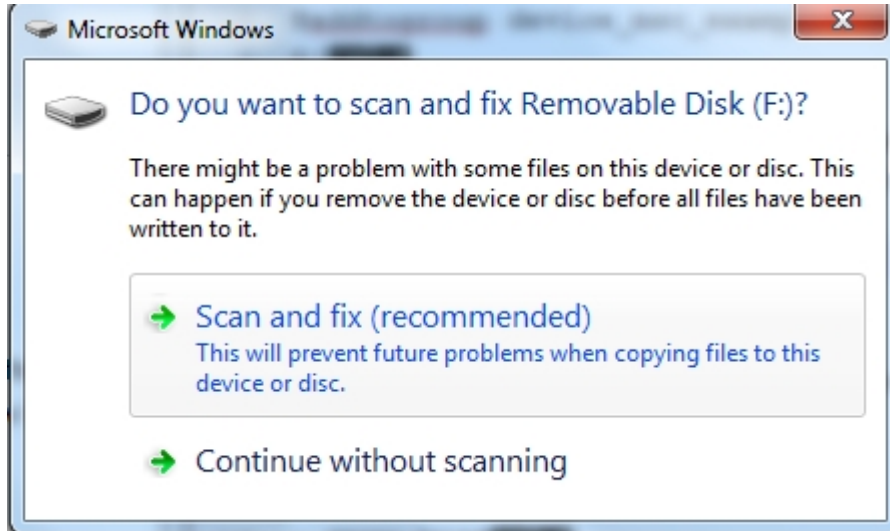 Microsoft Windows
Do you want to scan and fix Removable Disk (F:)?
There might be a problem with some files on this device or disc. This
can happen if you remove the device or disc before all files have been
written to it.
Scan and fix (recommended)
This will prevent future problems when copying files to this
device or disc.
Continue without scanning